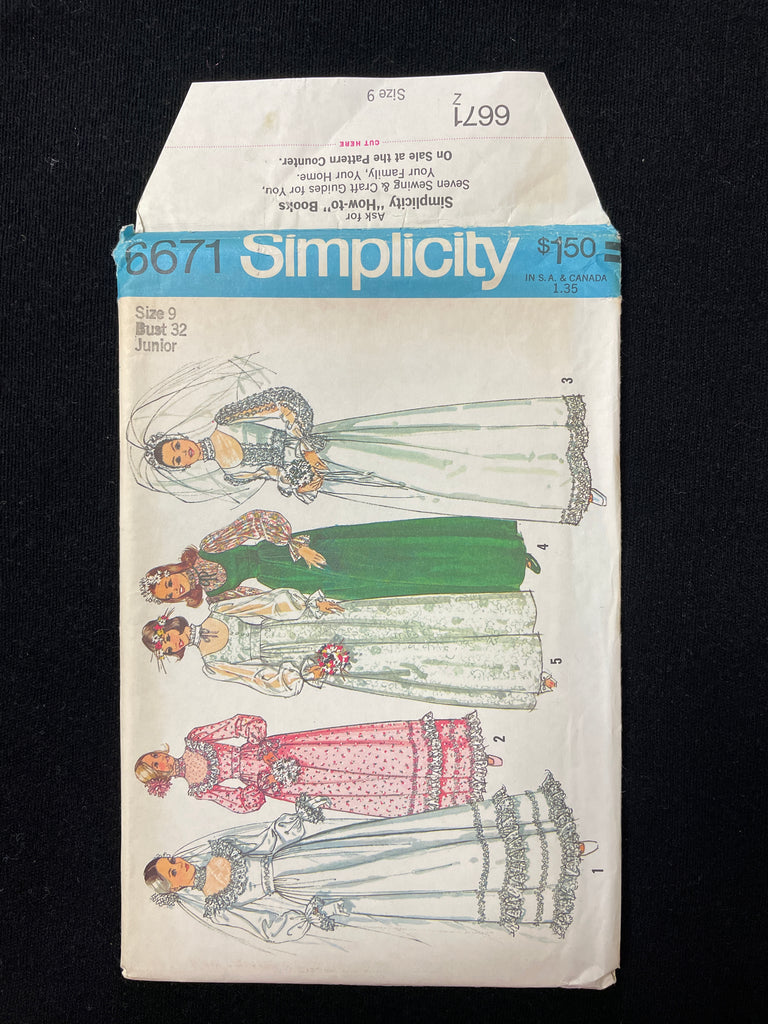 6671
Z
Size 9
CUT HERE
Ask for
Simplicity "How-to" Books
Seven Sewing & Craft Guides for You,
Your Family, Your Home.
On Sale at the Pattern Counter.
6671 Simplicity $1.50
IN S.A. & CANADA
1.35
Size 9
Bust 32
Junior
3
4
5
2
1